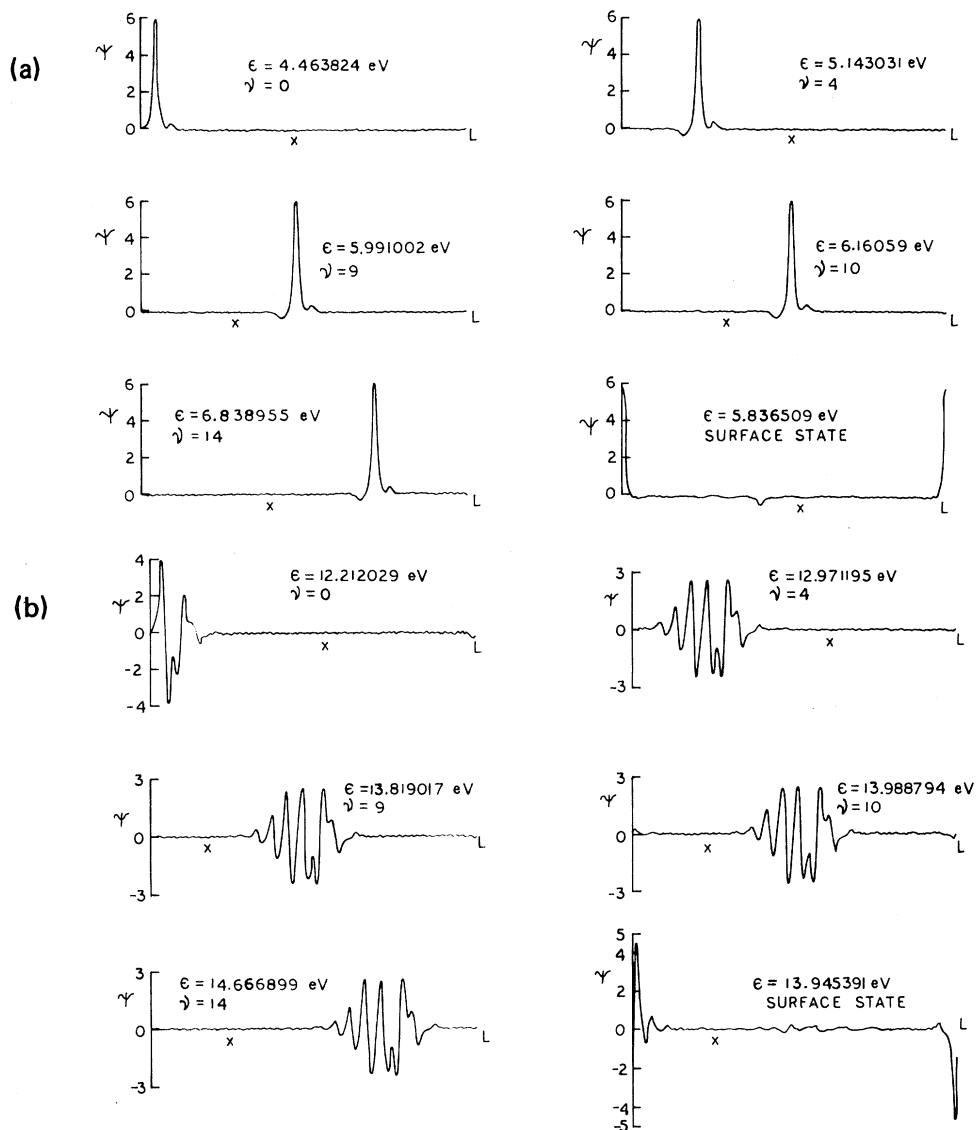 (a)
ψ
6
4
2
0
ϵ = 4.463824 eV
ν = 0
x
L
ψ
6
4
2
0
ϵ = 5.143031 eV
ν = 4
x
L
ψ
6
4
2
0
ϵ = 5.991002 eV
ν = 9
x
L
ψ
6
4
2
0
ϵ = 6.16059 eV
ν = 10
x
L
ψ
6
4
2
0
ϵ = 6.838955 eV
ν = 14
x
L
ψ
6
4
2
0
ϵ = 5.836509 eV
SURFACE STATE
x
L
(b)
ψ
4
2
0
-2
-4
ϵ = 12.212029 eV
ν = 0
x
L
ψ
3
0
-3
ϵ = 12.971195 eV
ν = 4
x
L
ψ
3
0
-3
ϵ = 13.819017 eV
ν = 9
x
L
ψ
3
0
-3
ϵ = 13.988794 eV
ν = 10
x
L
ψ
3
0
-3
ϵ = 14.666899 eV
ν = 14
x
L
ψ
5
4
2
0
-2
-4
-5
ϵ = 13.945391 eV
SURFACE STATE
x
L